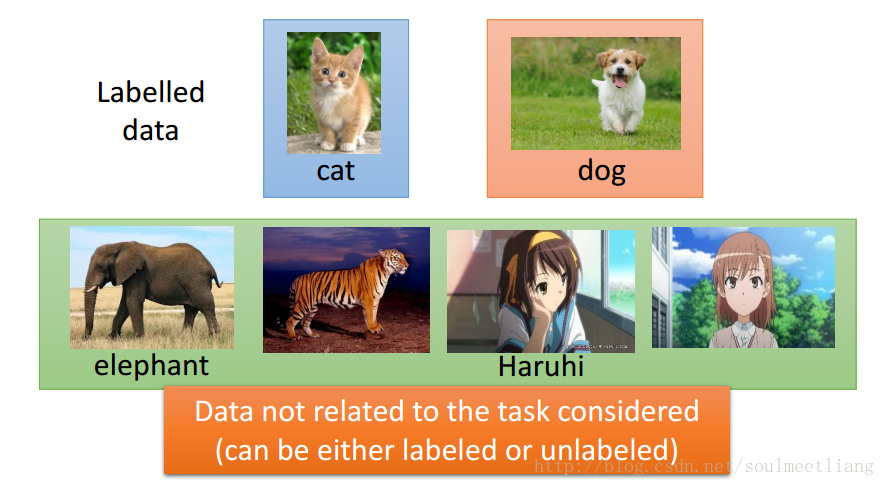 Labelled
data
cat
dog
elephant
Haruhi
Data not related to the task considered
(can be either labeled or unlabeled)
http://blog.csdn.net/soulmeetliang